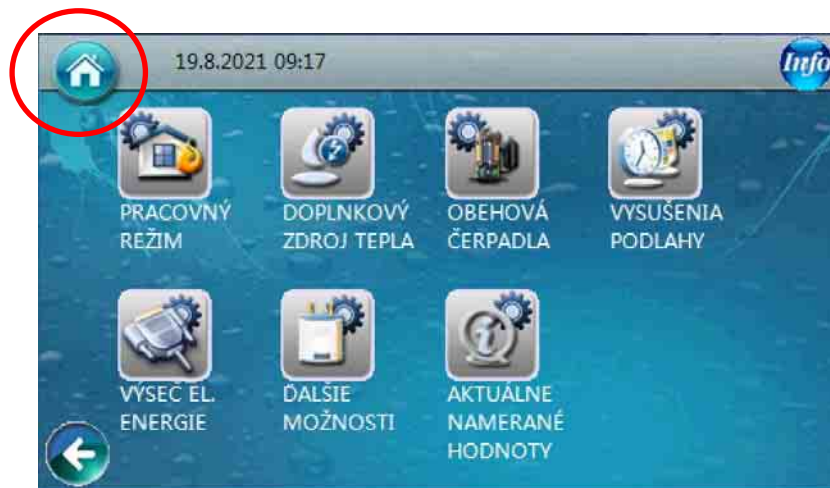 19.8.2021 09:17
Info
PRACOVNÝ
REŽIM
DOPLNKOVÝ
ZDROJ TEPLA
OBEHOVÁ
ČERPADLA
VYSUŠENIA
PODLAHY
VÝSEČ EL.
ENERGIE
ĎALŠIE
MOŽNOSTI
AKTUÁLNE
NAMERANÉ
HODNOTY